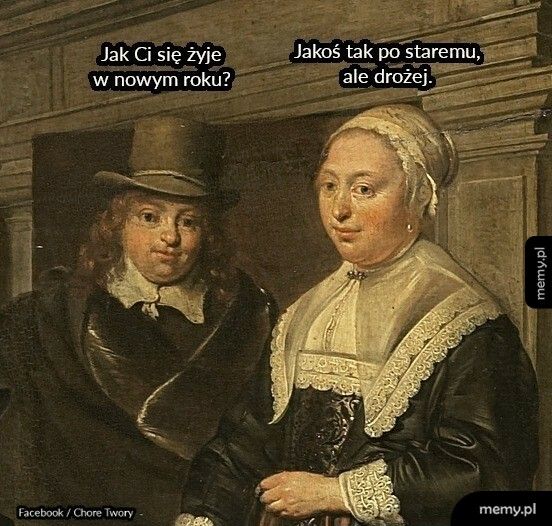 Jak Ci się żyje
w nowym roku?
Jakoś tak po staremu,
ale drożej.
memy.pl
Facebook / Chore Twory
memy.pl